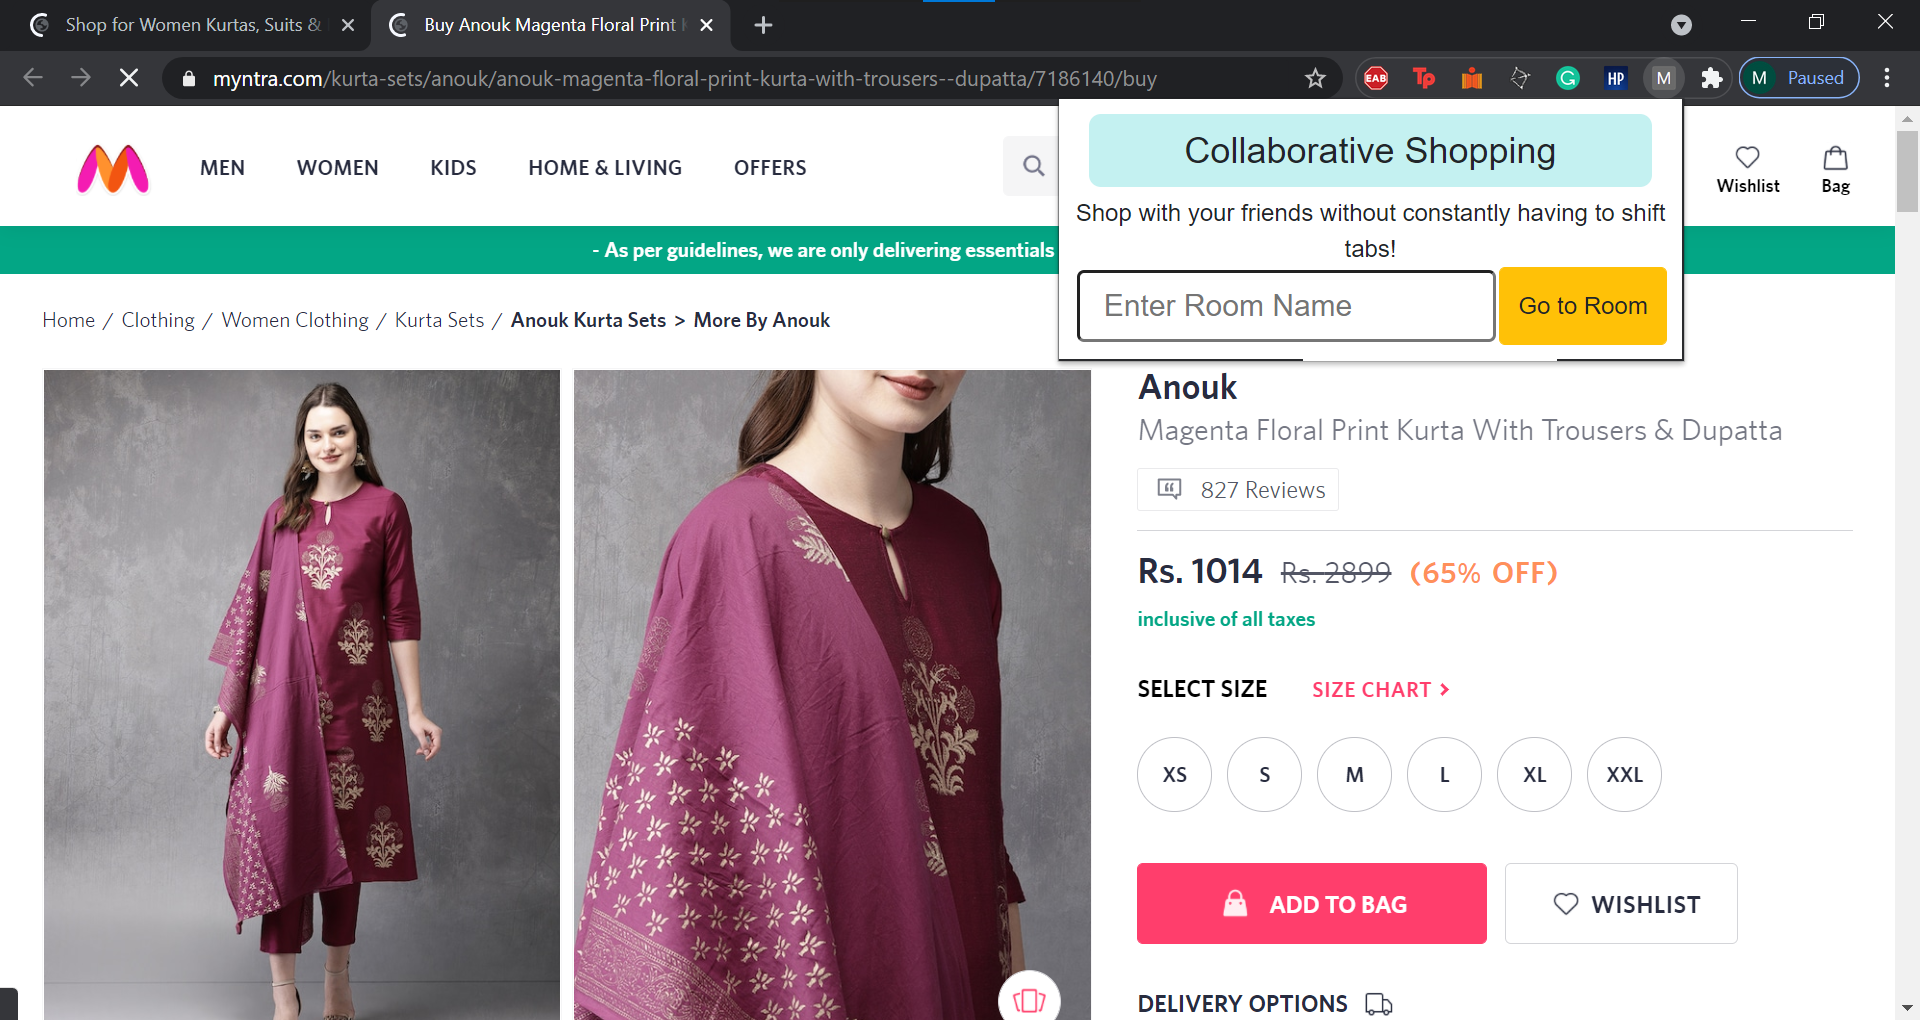 Shop for Women Kurtas, Suits &
Buy Anouk Magenta Floral Print
myntra.com/kurta-sets/anouk/anouk-magenta-floral-print-kurta-with-trousers--dupatta/7186140/buy
EAB
Tp
G
HP
M
M Paused
MEN
WOMEN
KIDS
HOME & LIVING
OFFERS
Wishlist
Bag
Collaborative Shopping
Shop with your friends without constantly having to shift
tabs!
Enter Room Name
Go to Room
- As per guidelines, we are only delivering essentials
Home / Clothing / Women Clothing / Kurta Sets / Anouk Kurta Sets > More By Anouk
Anouk
Magenta Floral Print Kurta With Trousers & Dupatta
827 Reviews
Rs. 1014 Rs. 2899 (65% OFF)
inclusive of all taxes
SELECT SIZE
SIZE CHART >
XS
S
M
L
XL
XXL
ADD TO BAG
WISHLIST
DELIVERY OPTIONS